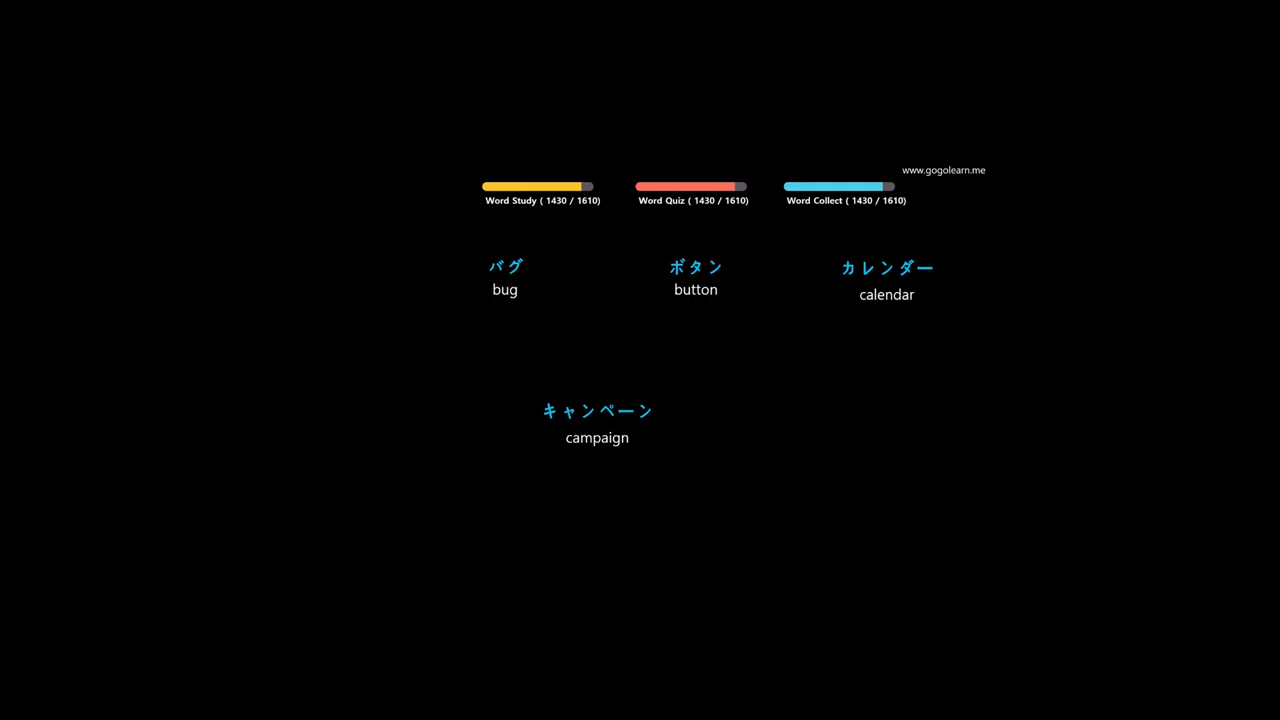 www.gogolearn.me
Word Study ( 1430 / 1610)
Word Quiz ( 1430 / 1610)
Word Collect ( 1430 / 1610)
バグ
bug
ボタン
button
カレンダー
calendar
キャンペーン
campaign